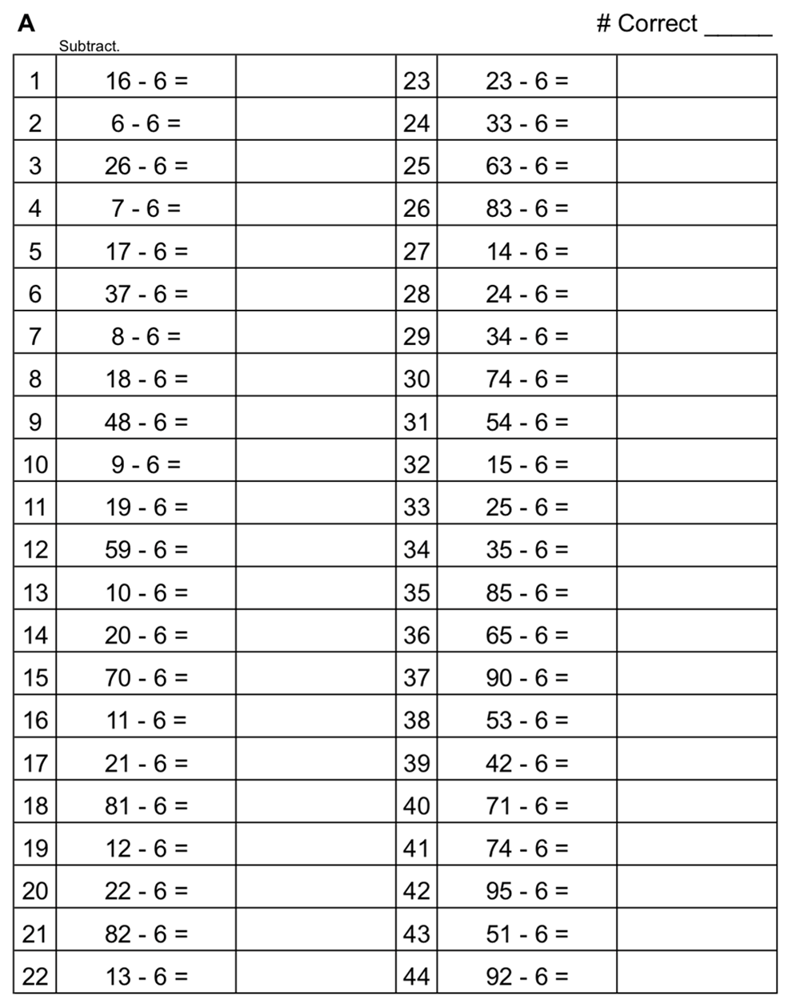 A # Correct _____
Subtract.
1 16 - 6 = 23 23 - 6 =
2 6 - 6 = 24 33 - 6 =
3 26 - 6 = 25 63 - 6 =
4 7 - 6 = 26 83 - 6 =
5 17 - 6 = 27 14 - 6 =
6 37 - 6 = 28 24 - 6 =
7 8 - 6 = 29 34 - 6 =
8 18 - 6 = 30 74 - 6 =
9 48 - 6 = 31 54 - 6 =
10 9 - 6 = 32 15 - 6 =
11 19 - 6 = 33 25 - 6 =
12 59 - 6 = 34 35 - 6 =
13 10 - 6 = 35 85 - 6 =
14 20 - 6 = 36 65 - 6 =
15 70 - 6 = 37 90 - 6 =
16 11 - 6 = 38 53 - 6 =
17 21 - 6 = 39 42 - 6 =
18 81 - 6 = 40 71 - 6 =
19 12 - 6 = 41 74 - 6 =
20 22 - 6 = 42 95 - 6 =
21 82 - 6 = 43 51 - 6 =
22 13 - 6 = 44 92 - 6 =